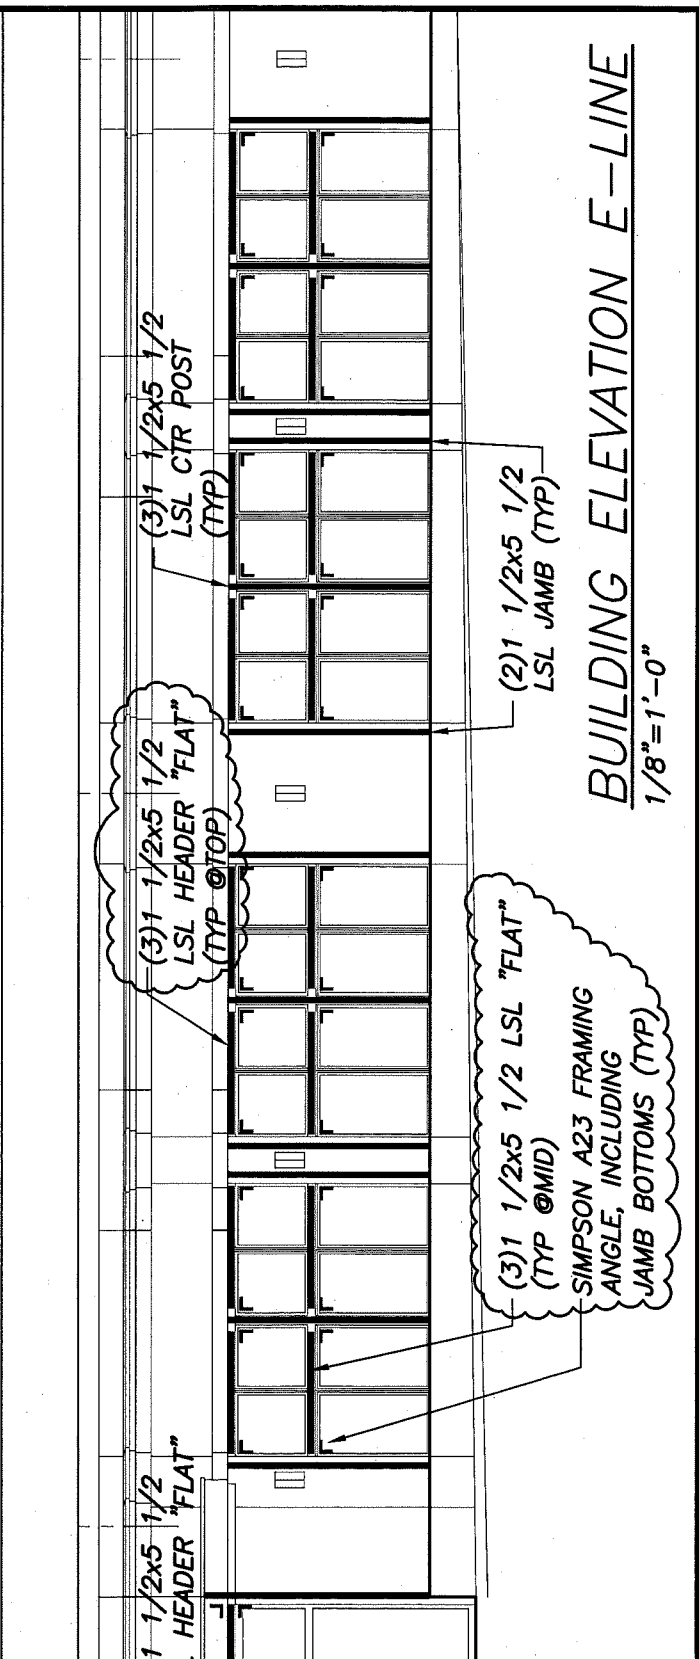 1 1/2x5 1/2
HEADER "FLAT"
(3)1 1/2x5 1/2
LSL HEADER "FLAT"
(TYP @TOP)
(3)1 1/2x5 1/2
LSL CTR POST
(TYP)
(3)1 1/2x5 1/2 LSL "FLAT"
(TYP @MID)
SIMPSON A23 FRAMING
ANGLE, INCLUDING
JAMB BOTTOMS (TYP)
(2)1 1/2x5 1/2
LSL JAMB (TYP)
BUILDING ELEVATION E-LINE
1/8"=1'-0"